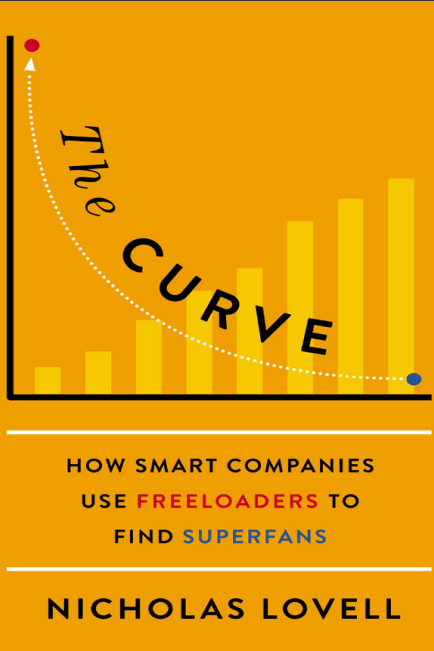 The
CURVE
HOW SMART COMPANIES
USE FREELOADERS TO
FIND SUPERFANS
NICHOLAS LOVELL